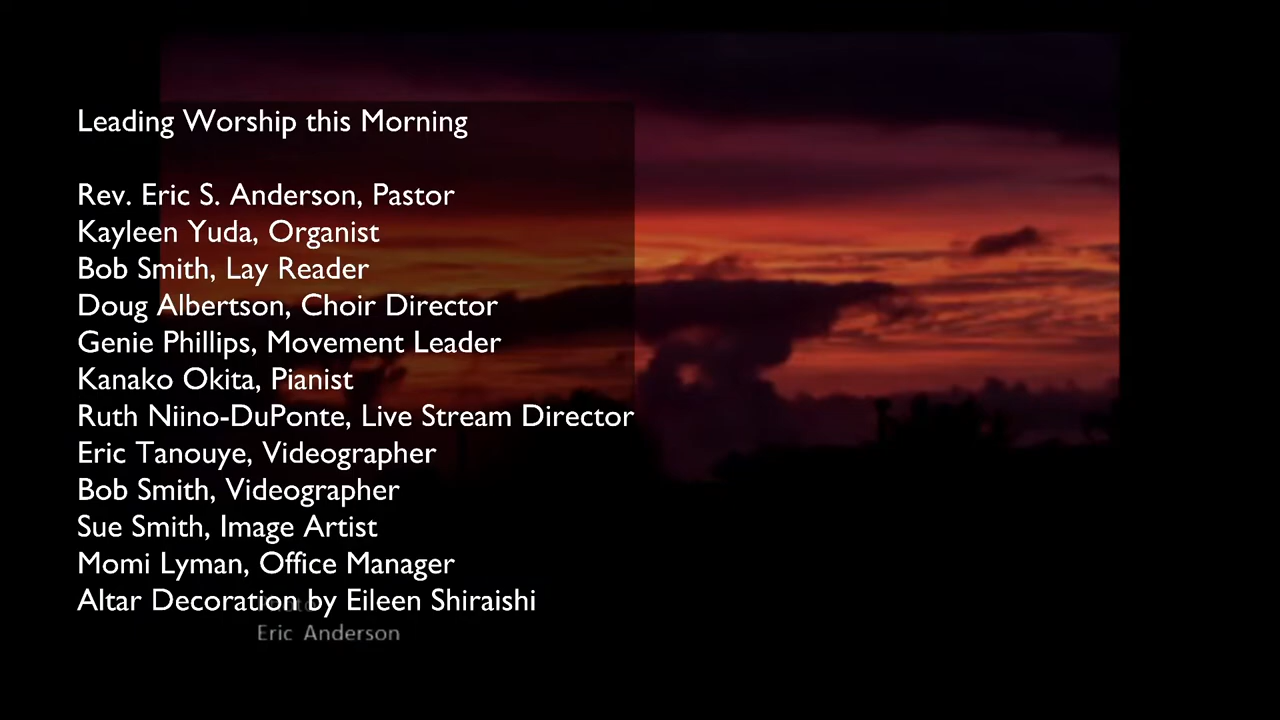 Leading Worship this Morning
Rev. Eric S. Anderson, Pastor
Kayleen Yuda, Organist
Bob Smith, Lay Reader
Doug Albertson, Choir Director
Genie Phillips, Movement Leader
Kanako Okita, Pianist
Ruth Niino-DuPonte, Live Stream Director
Eric Tanouye, Videographer
Bob Smith, Videographer
Sue Smith, Image Artist
Momi Lyman, Office Manager
Altar Decoration by Eileen Shiraishi
Eric Anderson